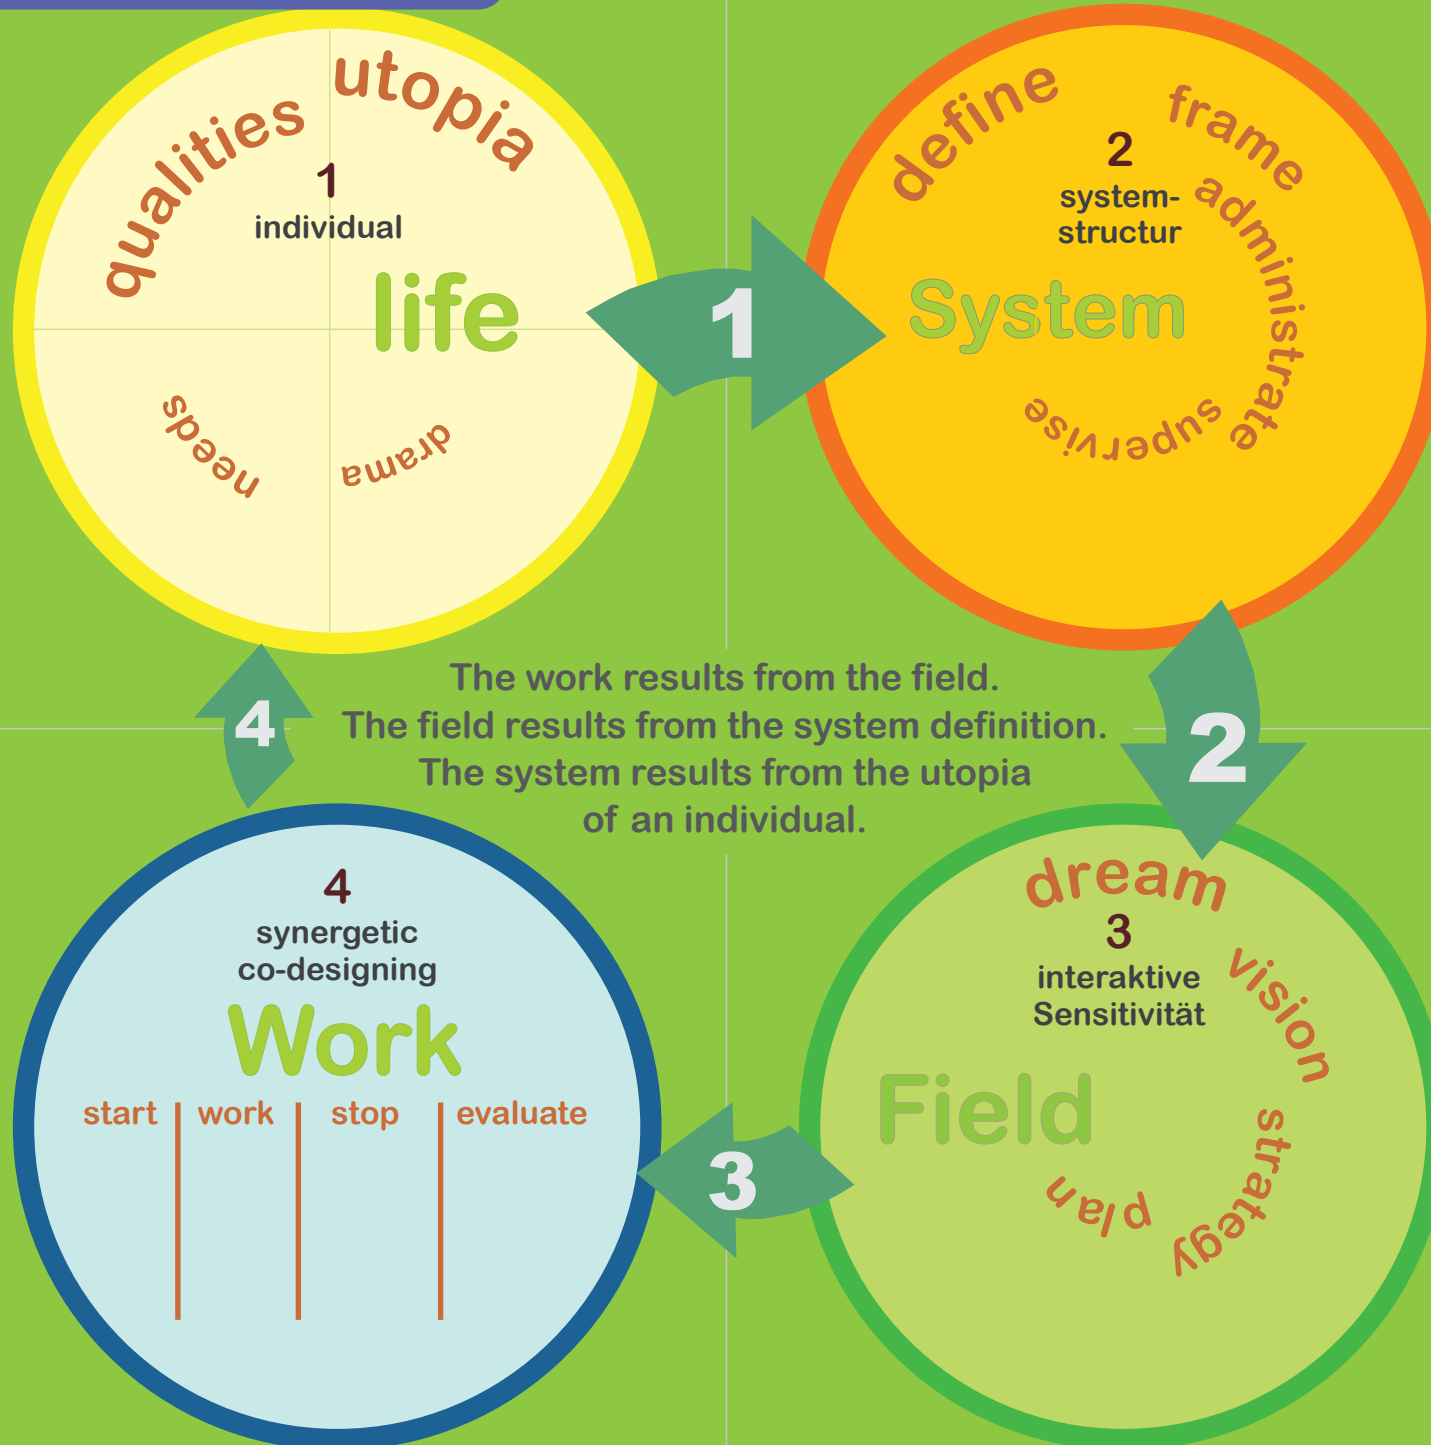 qualities
utopia
1
individual
life
needs
drama
1
define
frame
2
system-
structur
administrate
System
supervise
2
The work results from the field.
The field results from the system definition.
The system results from the utopia
of an individual.
4
dream
3
interaktive
Sensitivität
vision
Field
strategy
plan
3
4
synergetic
co-designing
Work
start work stop evaluate